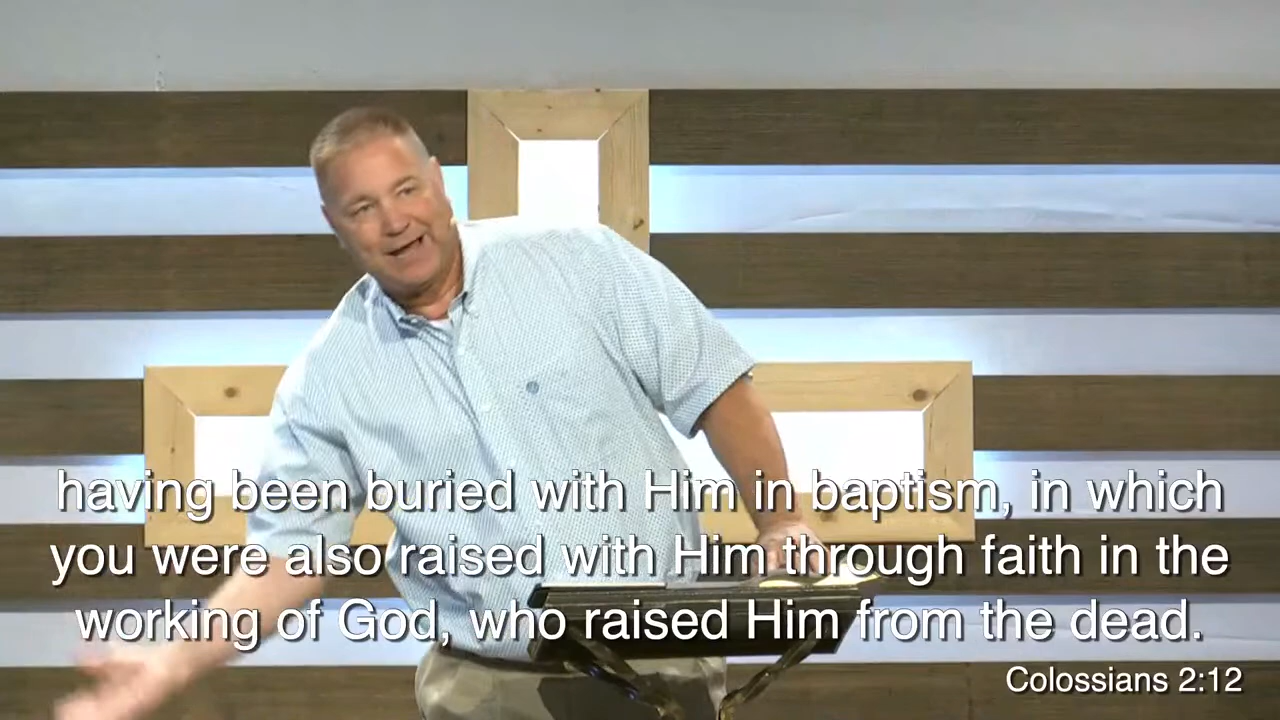 having been buried with Him in baptism, in which
you were also raised with Him through faith in the
working of God, who raised Him from the dead.
Colossians 2:12